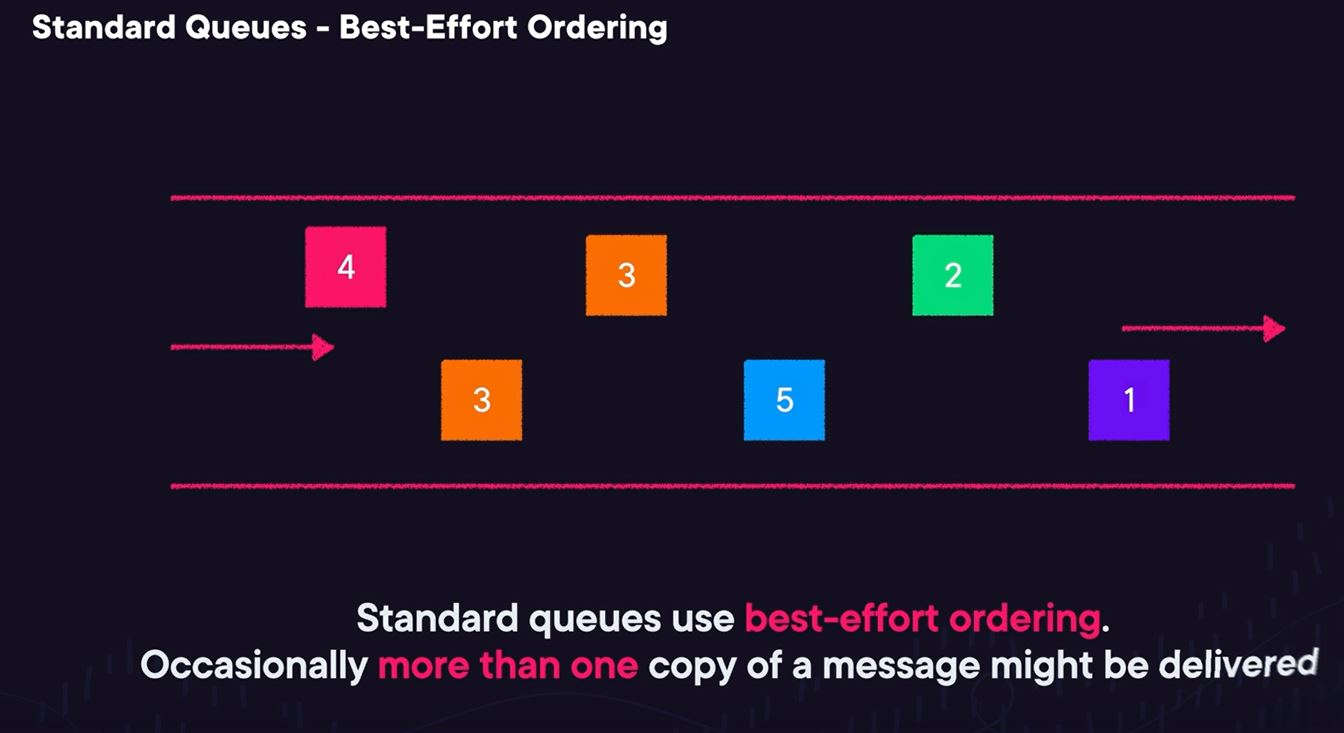 Standard Queues - Best-Effort Ordering
4
3
2
3
5
1
Standard queues use best-effort ordering.
Occasionally more than one copy of a message might be delivered